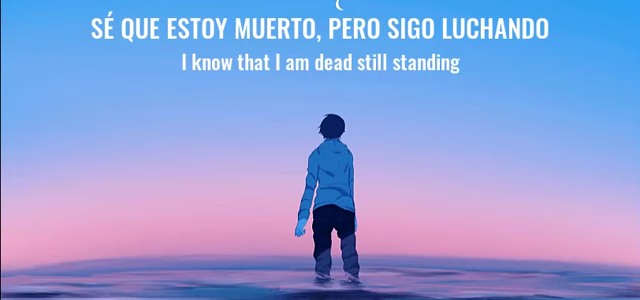 SÉ QUE ESTOY MUERTO, PERO SIGO LUCHANDO
I know that I am dead still standing